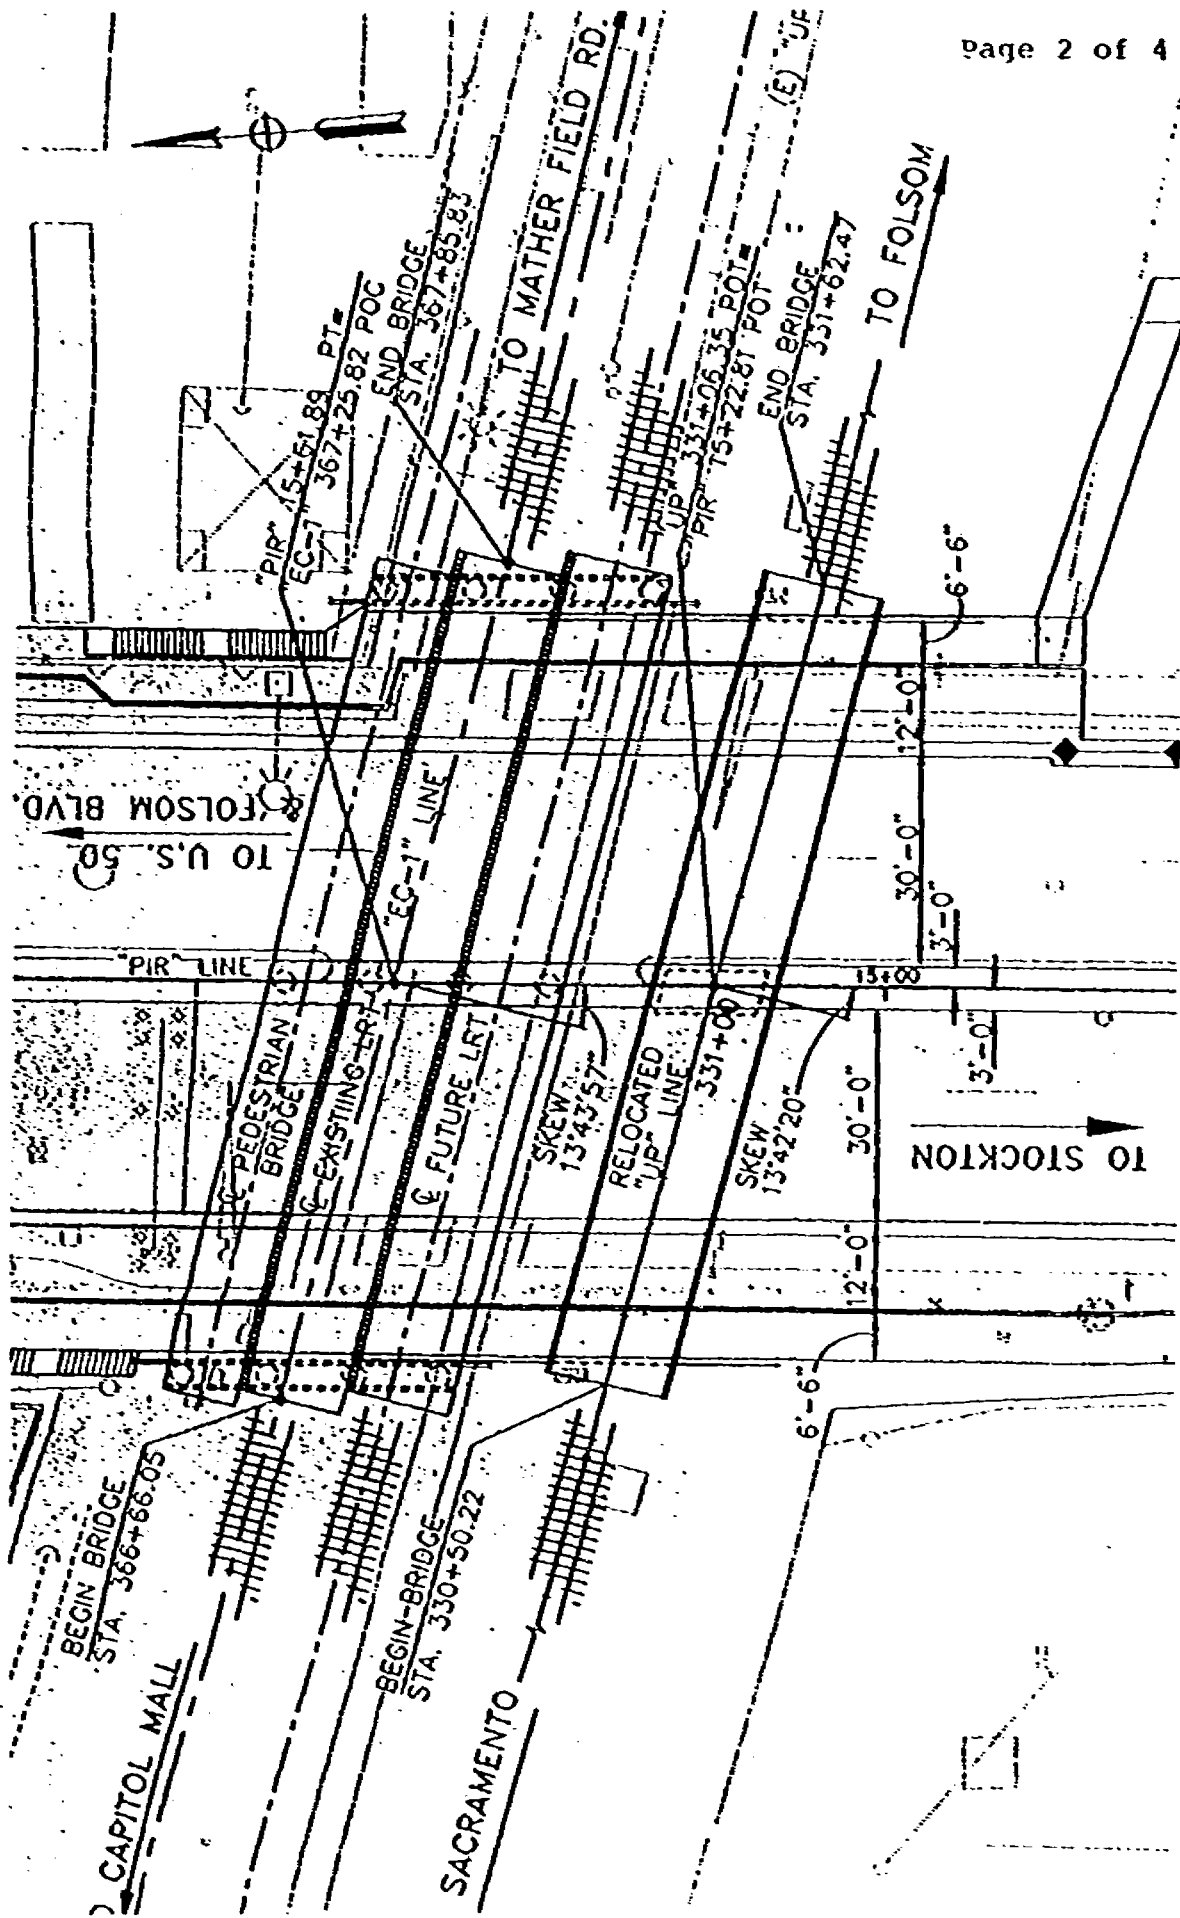 Page 2 of 4
TO MATHER FIELD RD.
(E) "UP
"PIR" 15+61.89 PT=
"EC-1" 367+25.82 POC
END BRIDGE
STA. 367+85.83
"UP" 331+06.35 POT=
"PIR" 15+22.81 POT
END BRIDGE
STA. 331+62.47
TO FOLSOM
6'-6"
12'-0"
30'-0"
3'-0"
FOLSOM BLVD.
TO U.S. 50
"EC-1" LINE
"PIR" LINE
15+00
3'-0"
℄ PEDESTRIAN
BRIDGE
℄ EXISTIING LRT
℄ FUTURE LRT
SKEW
13°43'57"
RELOCATED
"UP" LINE
331+00
SKEW
13°42'20"
30'-0"
TO STOCKTON
12'-0"
6'-6"
BEGIN BRIDGE
STA. 366+66.05
BEGIN BRIDGE
STA. 330+50.22
CAPITOL MALL
SACRAMENTO